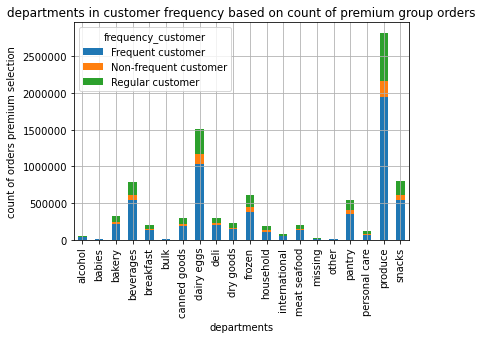 departments in customer frequency based on count of premium group orders
frequency_customer
Frequent customer
Non-frequent customer
Regular customer
count of orders premium selection
2500000
2000000
1500000
1000000
500000
0
alcohol
babies
bakery
beverages
breakfast
bulk
canned goods
dairy eggs
deli
dry goods
frozen
household
international
meat seafood
missing
other
pantry
personal care
produce
snacks
departments